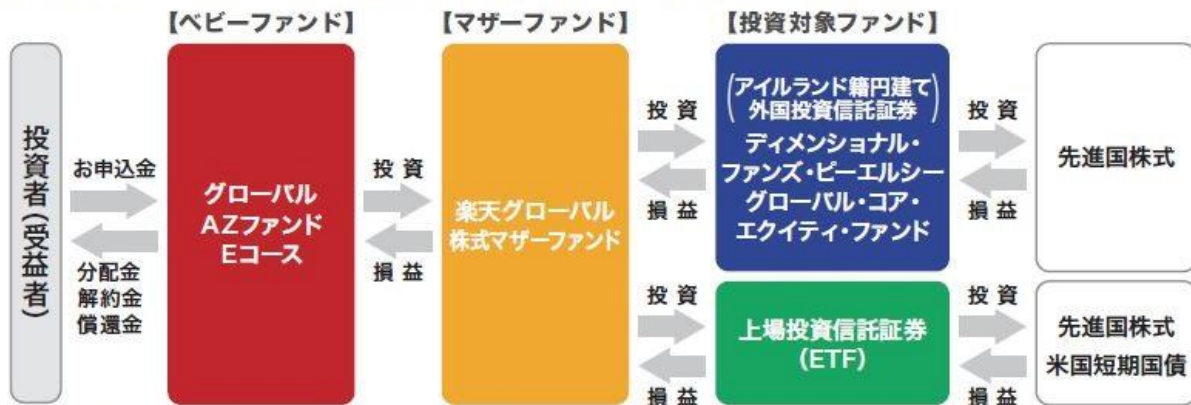 【ベビーファンド】
【マザーファンド】
【投資対象ファンド】
投資者(受益者)
お申込金
分配金
解約金
償還金
グローバル
AZファンド
Eコース
投資
損益
楽天グローバル
株式マザーファンド
投資
損益
(アイルランド籍円建て
外国投資信託証券)
ディメンショナル・
ファンズ・ピーエルシー
グローバル・コア・
エクイティ・ファンド
投資
損益
先進国株式
投資
損益
上場投資信託証券
(ETF)
投資
損益
先進国株式
米国短期国債